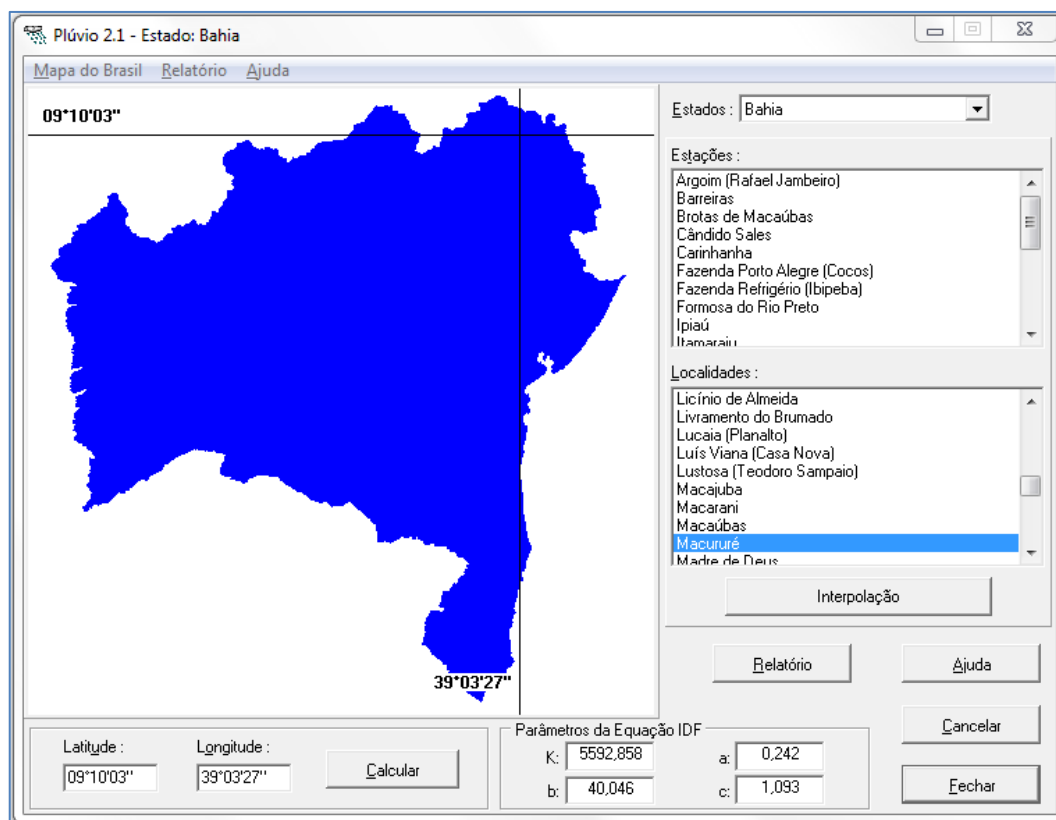 Plúvio 2.1 - Estado: Bahia
Mapa do Brasil Relatório Ajuda
09°10'03"
39°03'27"
Estados : Bahia
Estações :
Argoim (Rafael Jambeiro)
Barreiras
Brotas de Macaúbas
Cândido Sales
Carinhanha
Fazenda Porto Alegre (Cocos)
Fazenda Refrigério (Ibipeba)
Formosa do Rio Preto
Ipiaú
Itamaraju
Localidades :
Licínio de Almeida
Livramento do Brumado
Lucaia (Planalto)
Luís Viana (Casa Nova)
Lustosa (Teodoro Sampaio)
Macajuba
Macarani
Macaúbas
Macururé
Madre de Deus
Interpolação
Relatório
Ajuda
Cancelar
Fechar
Latitude :
09°10'03"
Longitude :
39°03'27"
Calcular
Parâmetros da Equação IDF
K: 5592,858
a: 0,242
b: 40,046
c: 1,093